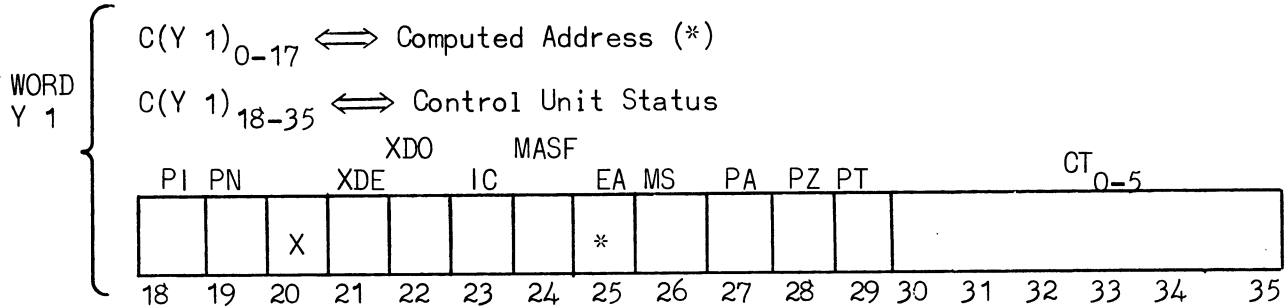 C(Y 1)0-17 ⟺ Computed Address (*)
WORD
Y 1
C(Y 1)18-35 ⟺ Control Unit Status
XDO MASF
PI PN XDE IC EA MS PA PZ PT CT0-5
X *
18 19 20 21 22 23 24 25 26 27 28 29 30 31 32 33 34 35